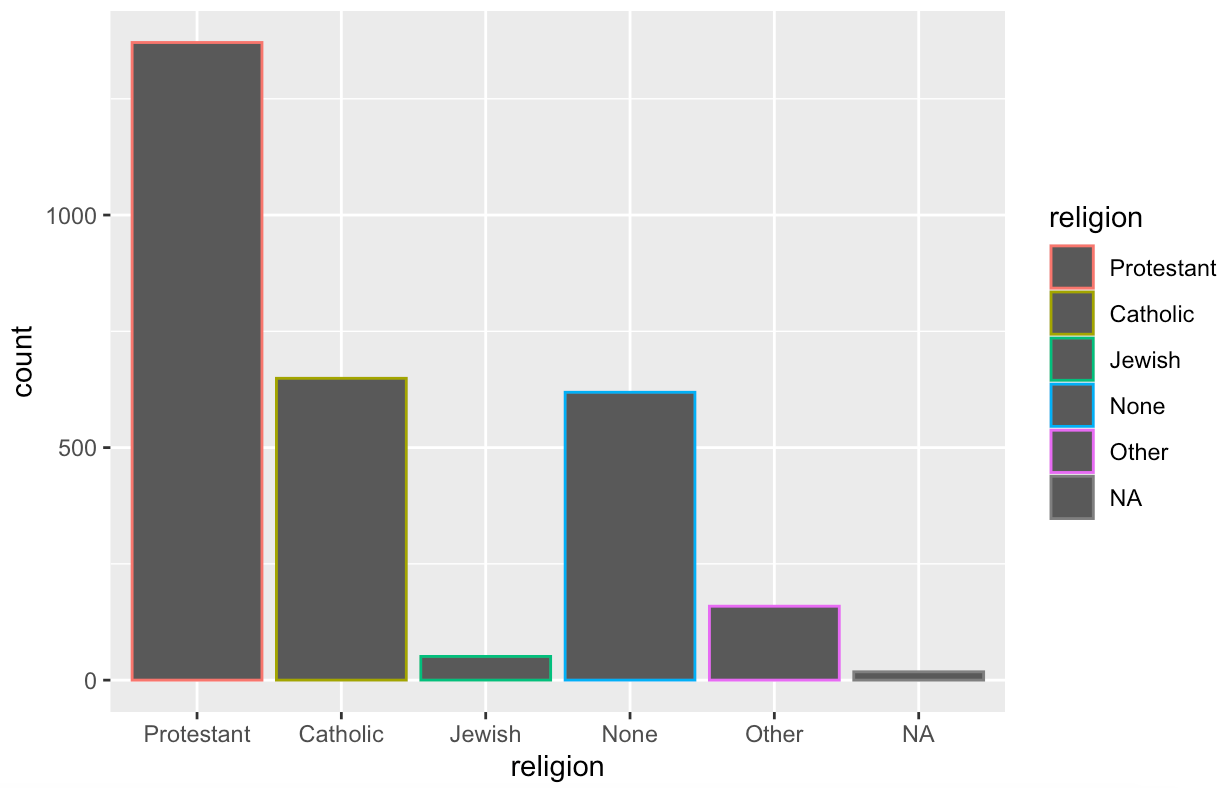 1000
500
0
count
Protestant Catholic Jewish None Other NA
religion
religion
Protestant
Catholic
Jewish
None
Other
NA